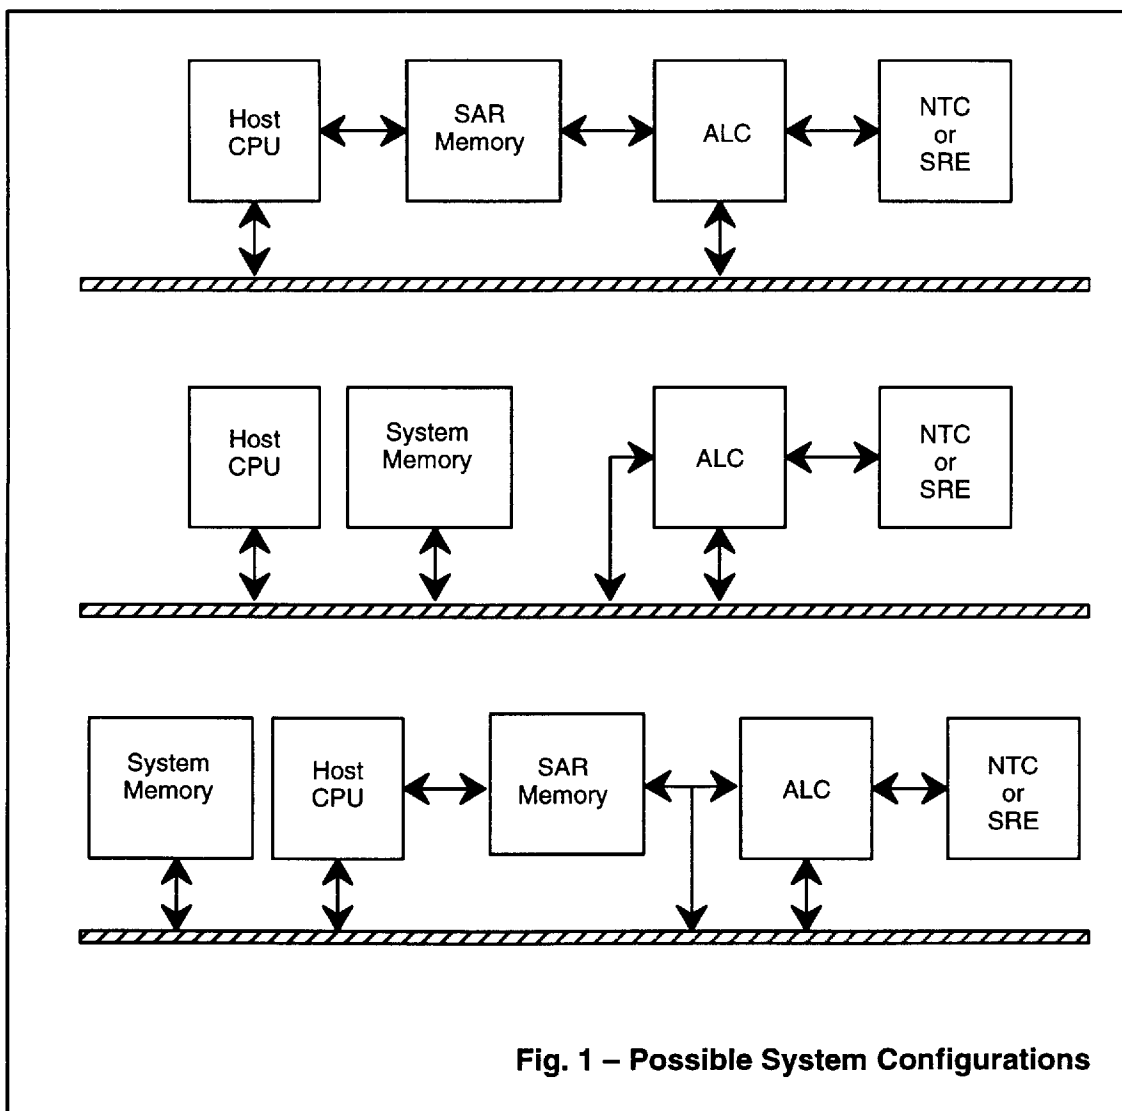 Host
CPU
SAR
Memory
ALC
NTC
or
SRE
Host
CPU
System
Memory
ALC
NTC
or
SRE
System
Memory
Host
CPU
SAR
Memory
ALC
NTC
or
SRE
Fig. 1 – Possible System Configurations